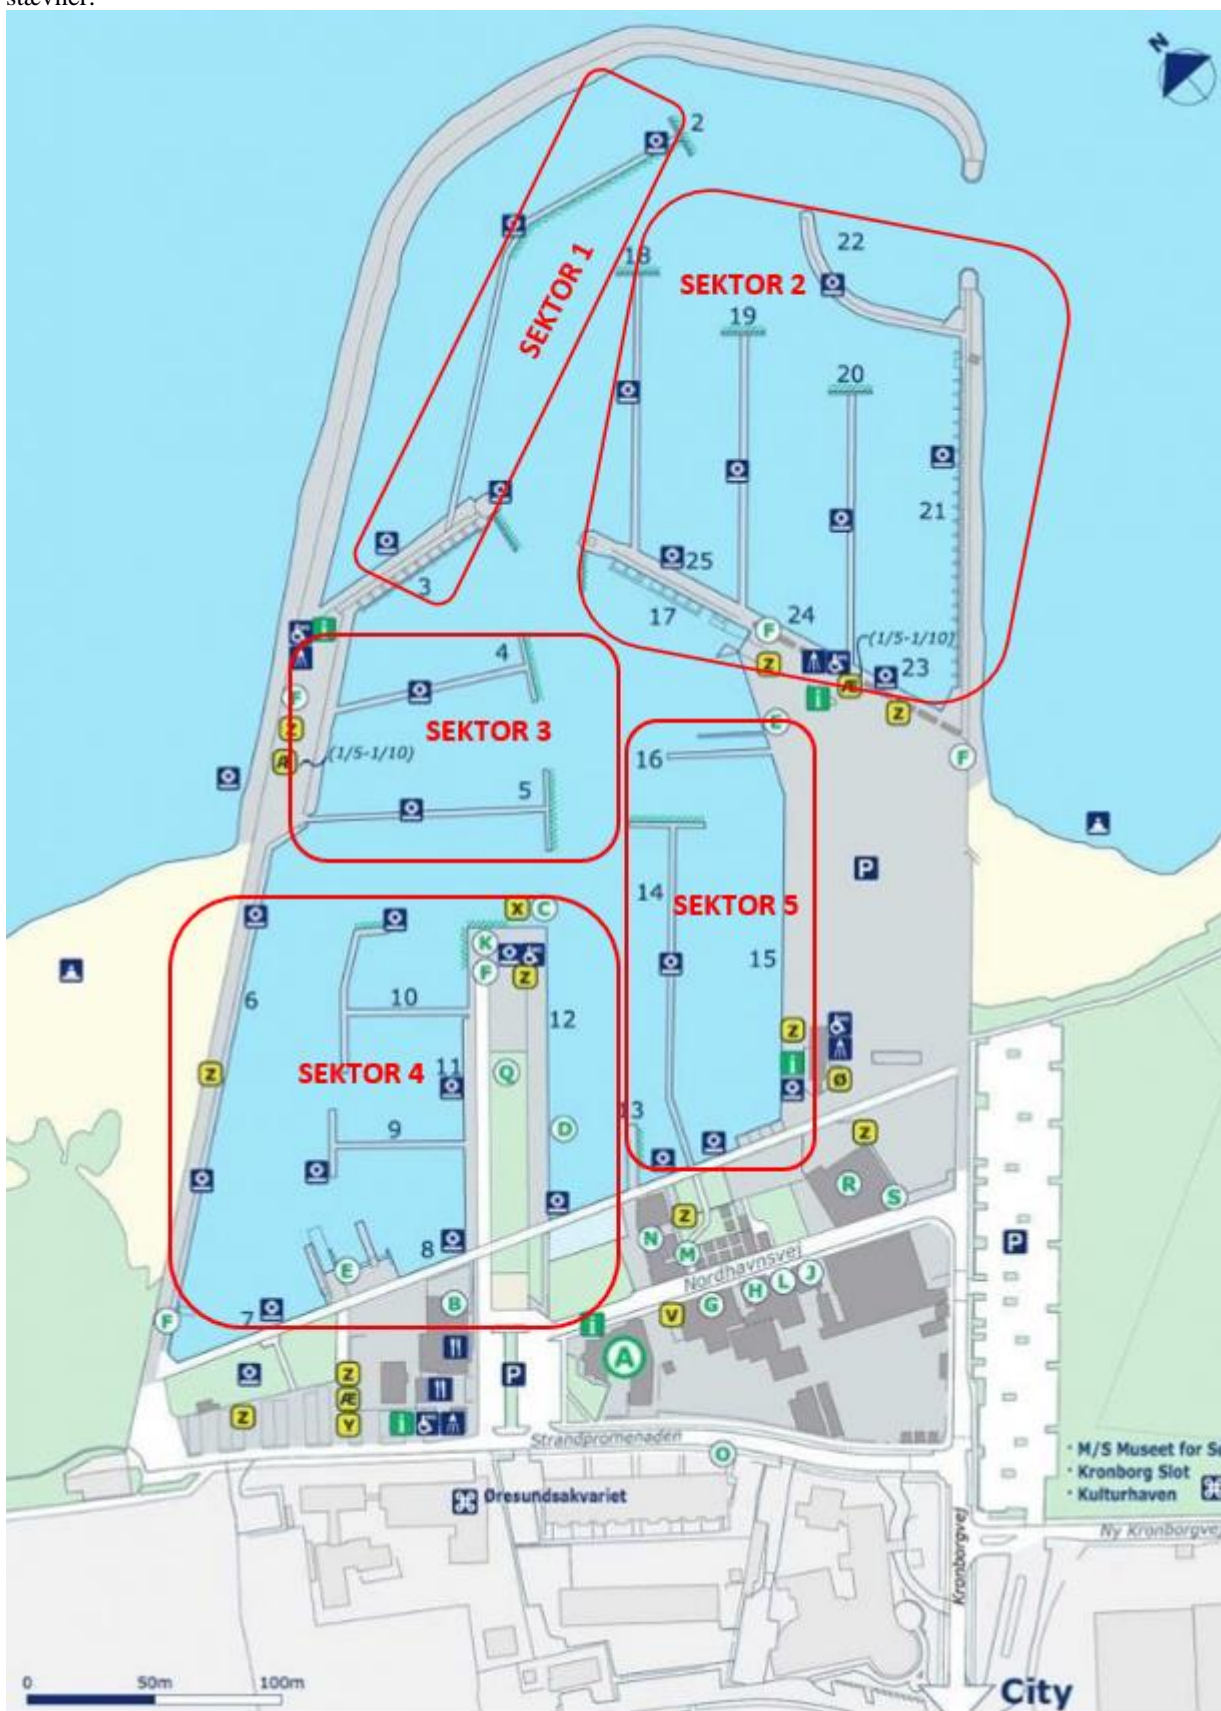 stævner.
N
2
SEKTOR 1
18
22
SEKTOR 2
19
20
21
3
25
17
24
(1/5-1/10)
23
i
F
Z
Æ
i
Z
F
F
Z
Æ
(1/5-1/10)
4
SEKTOR 3
5
E
16
P
14
SEKTOR 5
15
X
C
K
F
Z
6
10
12
Z
SEKTOR 4
11
Q
Z
i
Ø
9
D
13
Z
R
S
8
E
N
Z
M
Nordhavnsvej
P
7
F
B
G
H
L
J
V
i
A
Z
Æ
Y
Z
P
i
Strandpromenaden
O
Øresundsakvariet
• M/S Museet for Sø
• Kronborg Slot
• Kulturhaven
Ny Kronborgvej
Kronborgvej
0 50m 100m
City